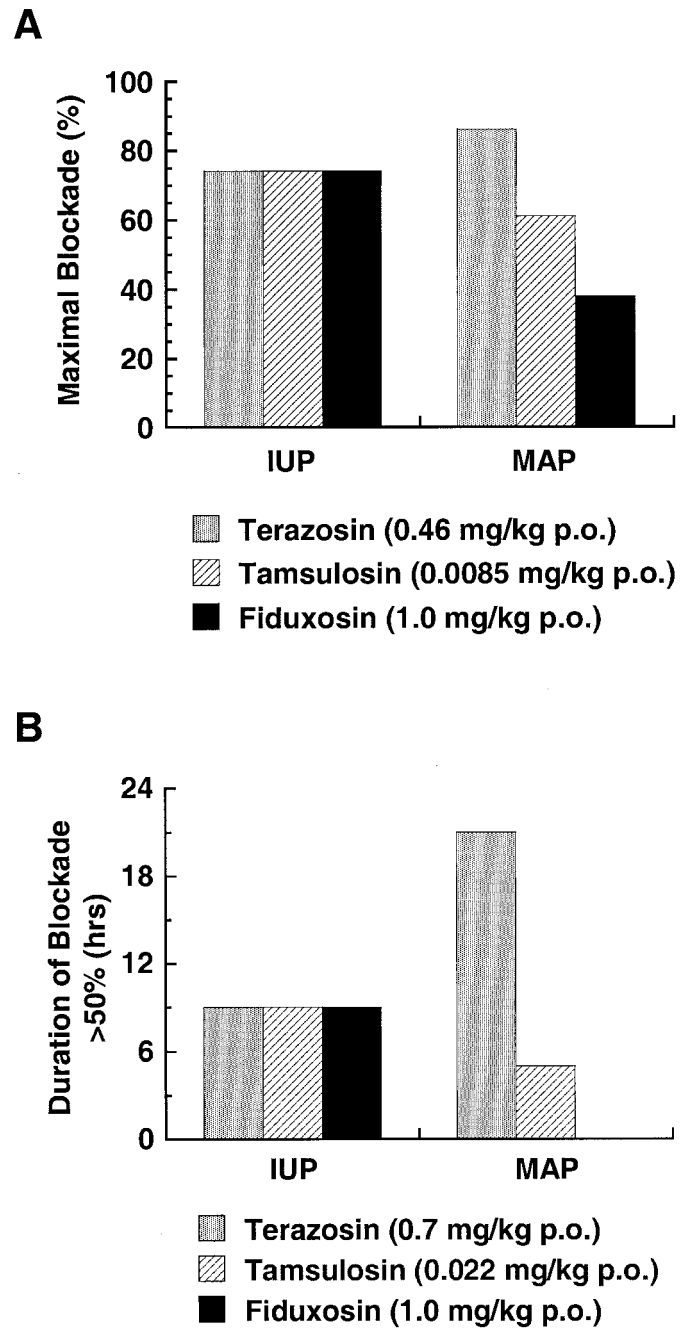 A
Maximal Blockade (%)
100
80
60
40
20
0
IUP MAP
Terazosin (0.46 mg/kg p.o.)
Tamsulosin (0.0085 mg/kg p.o.)
Fiduxosin (1.0 mg/kg p.o.)
B
Duration of Blockade
>50% (hrs)
24
18
12
6
0
IUP MAP
Terazosin (0.7 mg/kg p.o.)
Tamsulosin (0.022 mg/kg p.o.)
Fiduxosin (1.0 mg/kg p.o.)